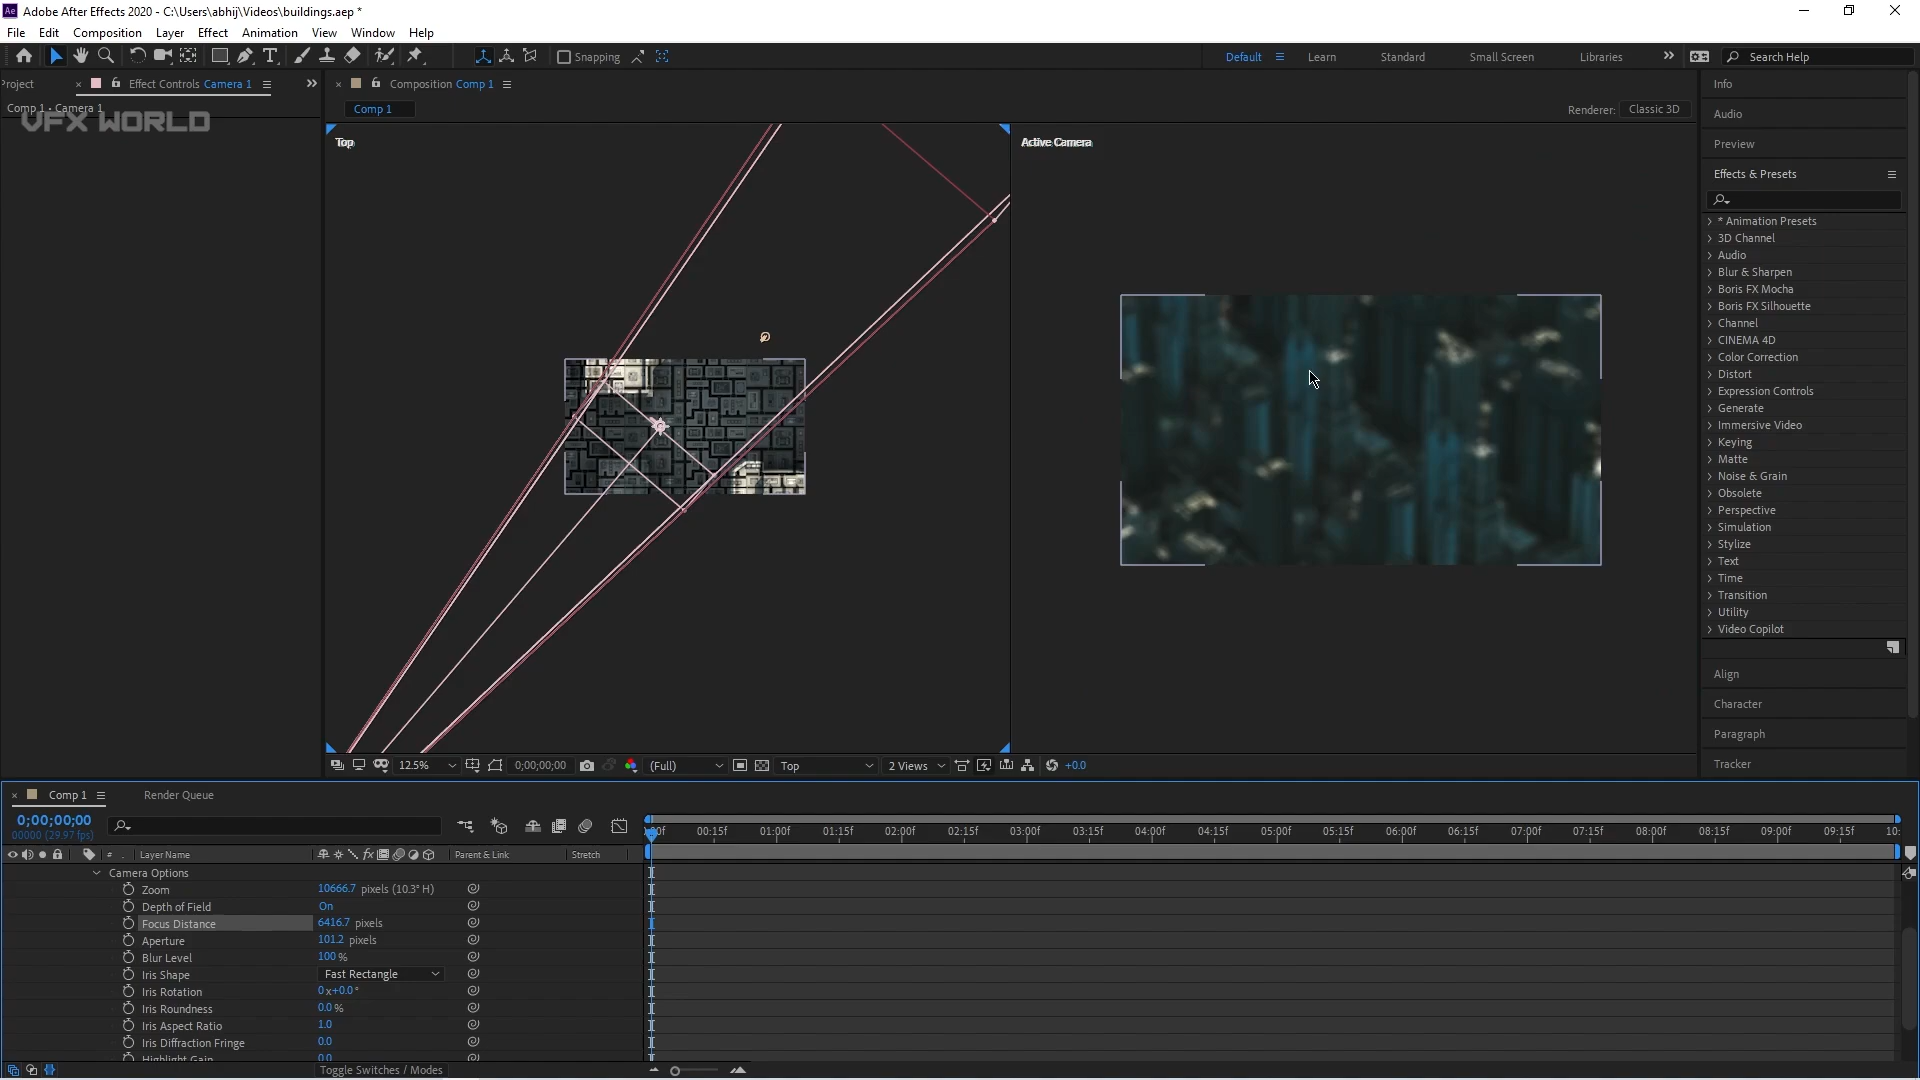 Adobe After Effects 2020 - C:\Users\abhij\Videos\buildings.aep *
File Edit Composition Layer Effect Animation View Window Help
Snapping
Default Learn Standard Small Screen Libraries Search Help
Project Effect Controls Camera 1
Composition Comp 1
Comp 1 • Camera 1
VFX WORLD
Comp 1
Renderer: Classic 3D
Top
Active Camera
Info
Audio
Preview
Effects & Presets
* Animation Presets
3D Channel
Audio
Blur & Sharpen
Boris FX Mocha
Boris FX Silhouette
Channel
CINEMA 4D
Color Correction
Distort
Expression Controls
Generate
Immersive Video
Keying
Matte
Noise & Grain
Obsolete
Perspective
Simulation
Stylize
Text
Time
Transition
Utility
Video Copilot
Align
Character
Paragraph
Tracker
12.5% 0;00;00;00 (Full) Top 2 Views +0.0
Comp 1 Render Queue
0;00;00;00
00000 (29.97 fps)
:00f 00:15f 01:00f 01:15f 02:00f 02:15f 03:00f 03:15f 04:00f 04:15f 05:00f 05:15f 06:00f 06:15f 07:00f 07:15f 08:00f 08:15f 09:00f 09:15f 10:
# . Layer Name Parent & Link Stretch
Camera Options
Zoom 10666.7 pixels (10.3° H)
Depth of Field On
Focus Distance 6416.7 pixels
Aperture 101.2 pixels
Blur Level 100 %
Iris Shape Fast Rectangle
Iris Rotation 0 x+0.0 °
Iris Roundness 0.0 %
Iris Aspect Ratio 1.0
Iris Diffraction Fringe 0.0
Highlight Gain 0.0
Toggle Switches / Modes